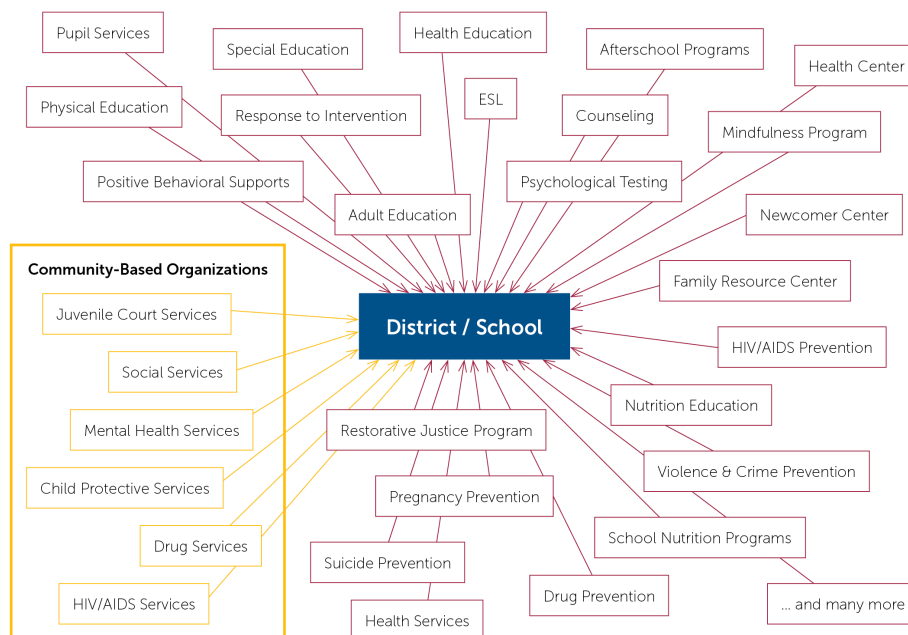 Pupil Services
Special Education
Health Education
Afterschool Programs
Health Center
Physical Education
Response to Intervention
ESL
Counseling
Mindfulness Program
Positive Behavioral Supports
Adult Education
Psychological Testing
Newcomer Center
Family Resource Center
Community-Based Organizations
Juvenile Court Services
Social Services
Mental Health Services
Child Protective Services
Drug Services
HIV/AIDS Services
District / School
HIV/AIDS Prevention
Nutrition Education
Restorative Justice Program
Violence & Crime Prevention
Pregnancy Prevention
School Nutrition Programs
Suicide Prevention
Drug Prevention
Health Services
... and many more